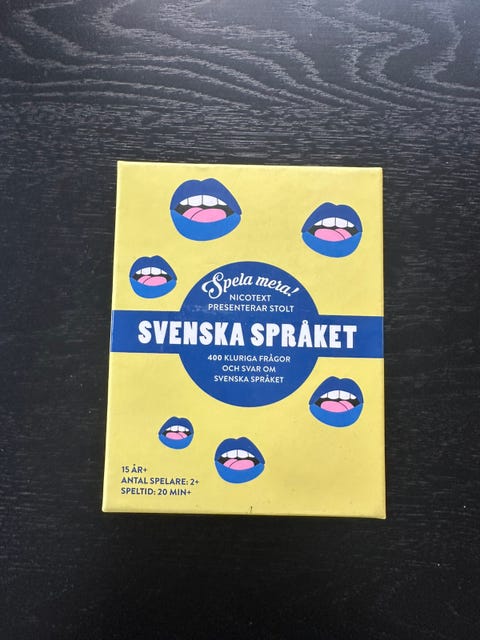 Spela mera!
NICOTEXT
PRESENTERAR STOLT
SVENSKA SPRÅKET
400 KLURIGA FRÅGOR
OCH SVAR OM
SVENSKA SPRÅKET
15 ÅR+
ANTAL SPELARE: 2+
SPELTID: 20 MIN+